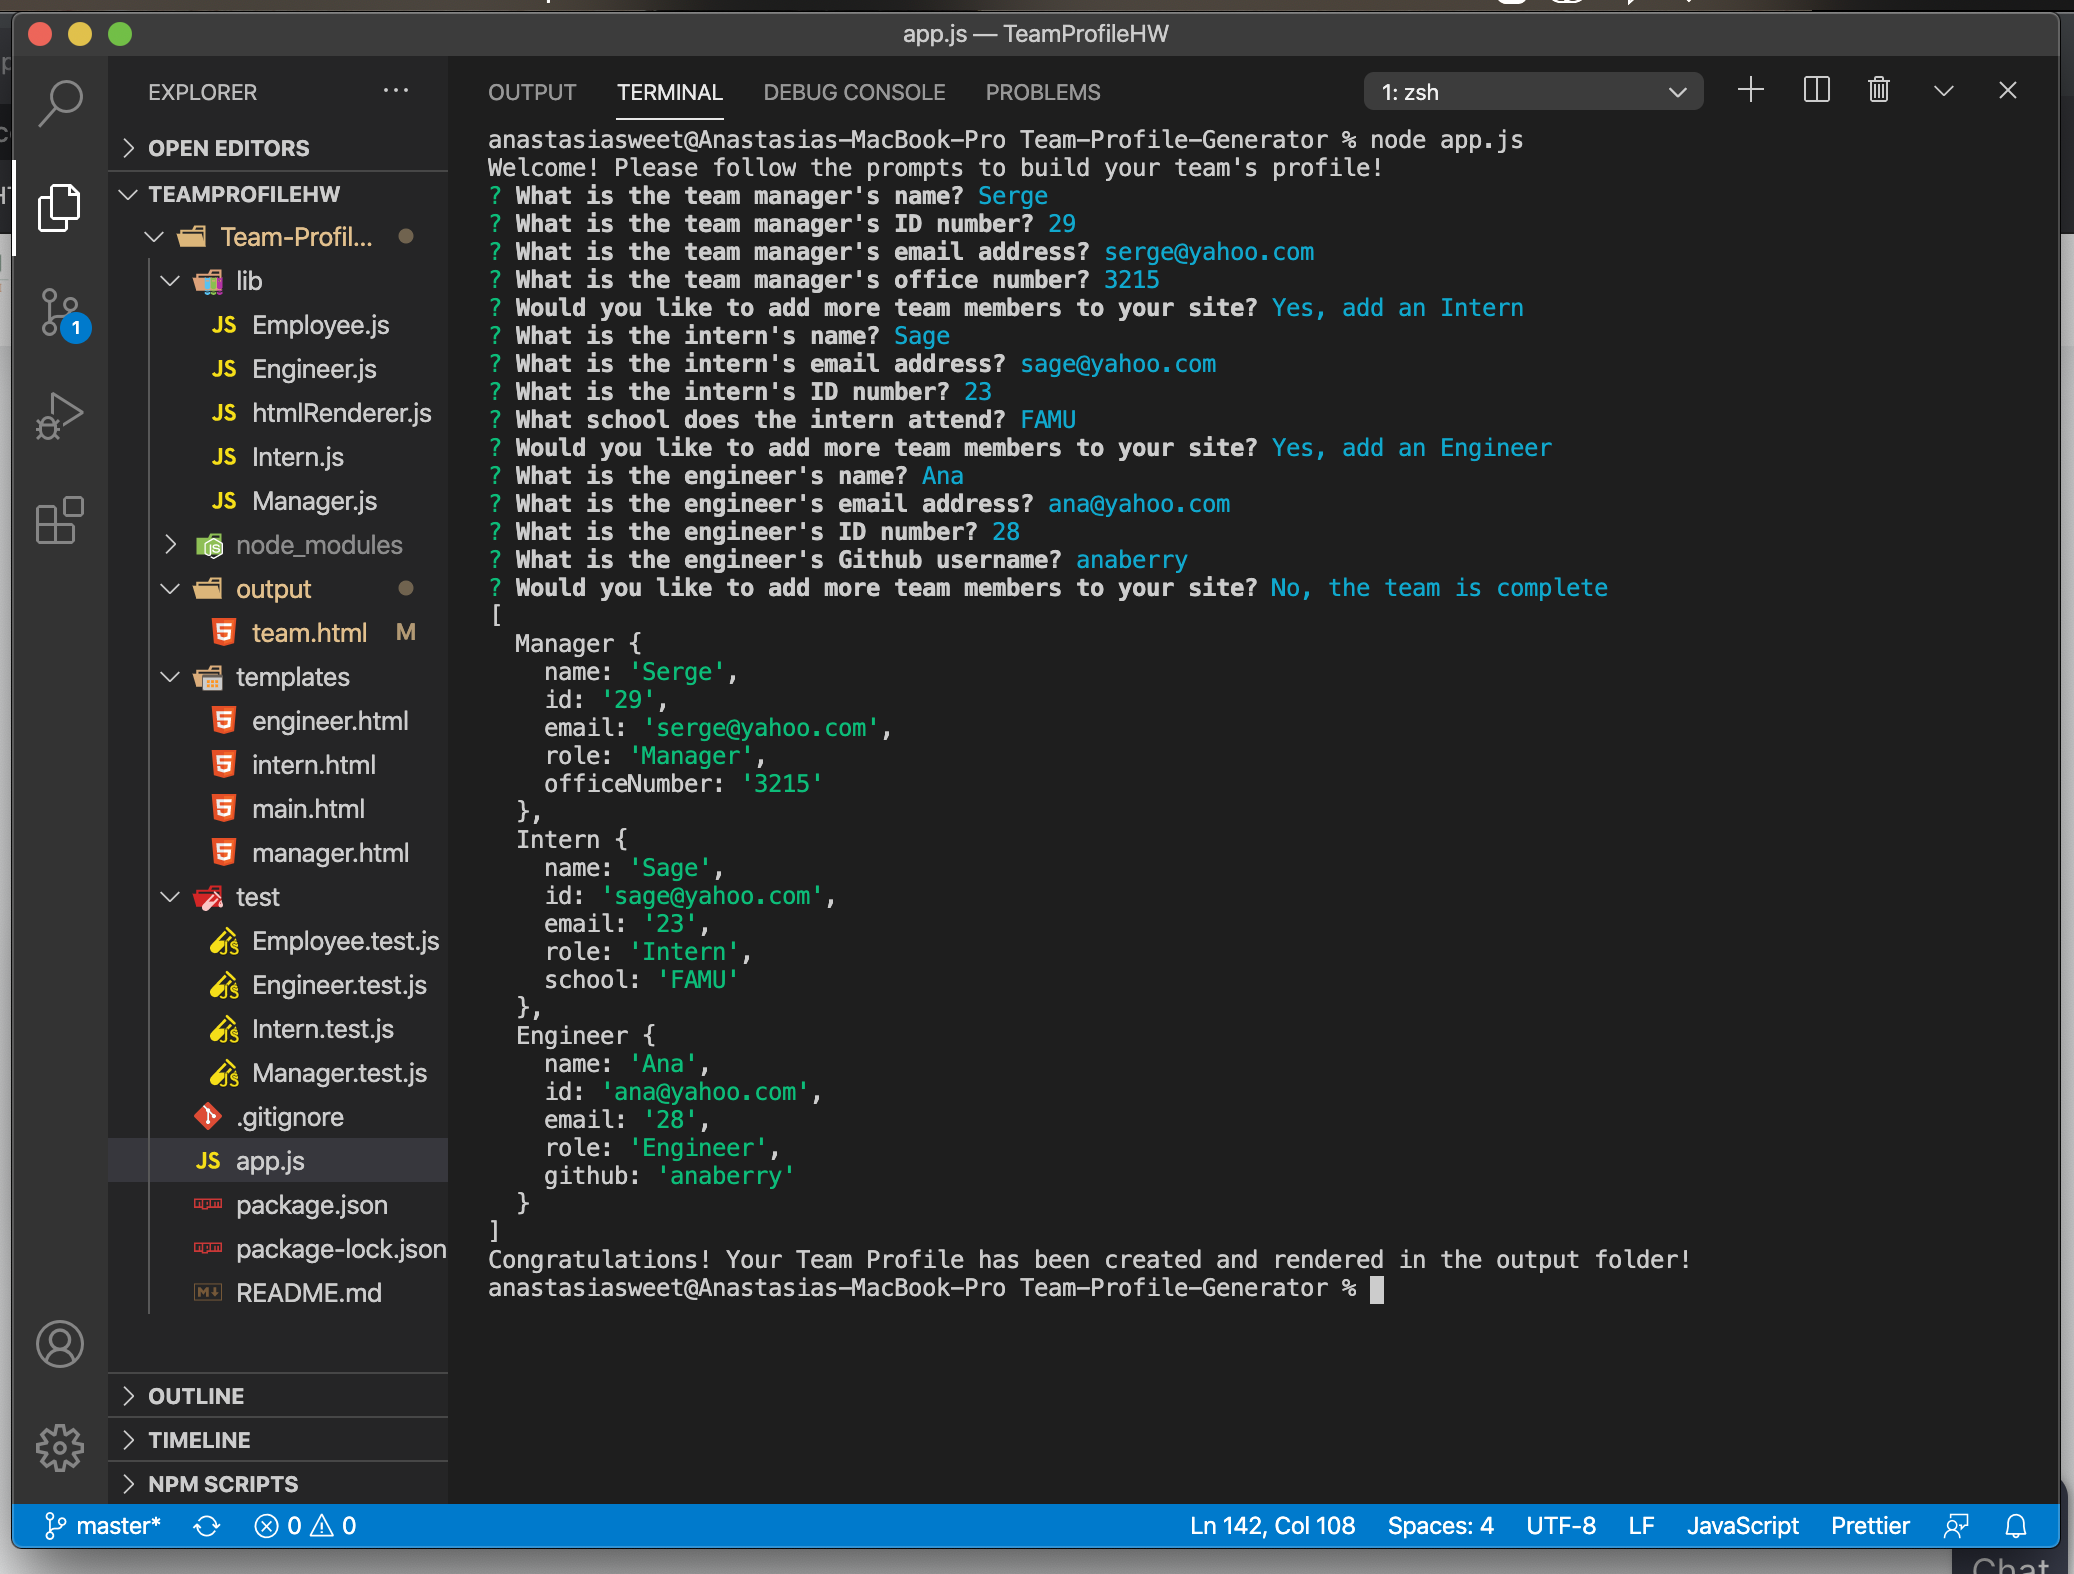 app.js — TeamProfileHW
EXPLORER
OPEN EDITORS
TEAMPROFILEHW
Team-Profil...
lib
JS Employee.js
JS Engineer.js
JS htmlRenderer.js
JS Intern.js
JS Manager.js
node_modules
output
team.html M
templates
engineer.html
intern.html
main.html
manager.html
test
Employee.test.js
Engineer.test.js
Intern.test.js
Manager.test.js
.gitignore
JS app.js
package.json
package-lock.json
README.md
OUTLINE
TIMELINE
NPM SCRIPTS
1
OUTPUT TERMINAL DEBUG CONSOLE PROBLEMS 1: zsh
anastasiasweet@Anastasias-MacBook-Pro Team-Profile-Generator % node app.js
Welcome! Please follow the prompts to build your team's profile!
? What is the team manager's name? Serge
? What is the team manager's ID number? 29
? What is the team manager's email address? serge@yahoo.com
? What is the team manager's office number? 3215
? Would you like to add more team members to your site? Yes, add an Intern
? What is the intern's name? Sage
? What is the intern's email address? sage@yahoo.com
? What is the intern's ID number? 23
? What school does the intern attend? FAMU
? Would you like to add more team members to your site? Yes, add an Engineer
? What is the engineer's name? Ana
? What is the engineer's email address? ana@yahoo.com
? What is the engineer's ID number? 28
? What is the engineer's Github username? anaberry
? Would you like to add more team members to your site? No, the team is complete
[
  Manager {
    name: 'Serge',
    id: '29',
    email: 'serge@yahoo.com',
    role: 'Manager',
    officeNumber: '3215'
  },
  Intern {
    name: 'Sage',
    id: 'sage@yahoo.com',
    email: '23',
    role: 'Intern',
    school: 'FAMU'
  },
  Engineer {
    name: 'Ana',
    id: 'ana@yahoo.com',
    email: '28',
    role: 'Engineer',
    github: 'anaberry'
  }
]
Congratulations! Your Team Profile has been created and rendered in the output folder!
anastasiasweet@Anastasias-MacBook-Pro Team-Profile-Generator %
master* 0 0 Ln 142, Col 108 Spaces: 4 UTF-8 LF JavaScript Prettier
Chat